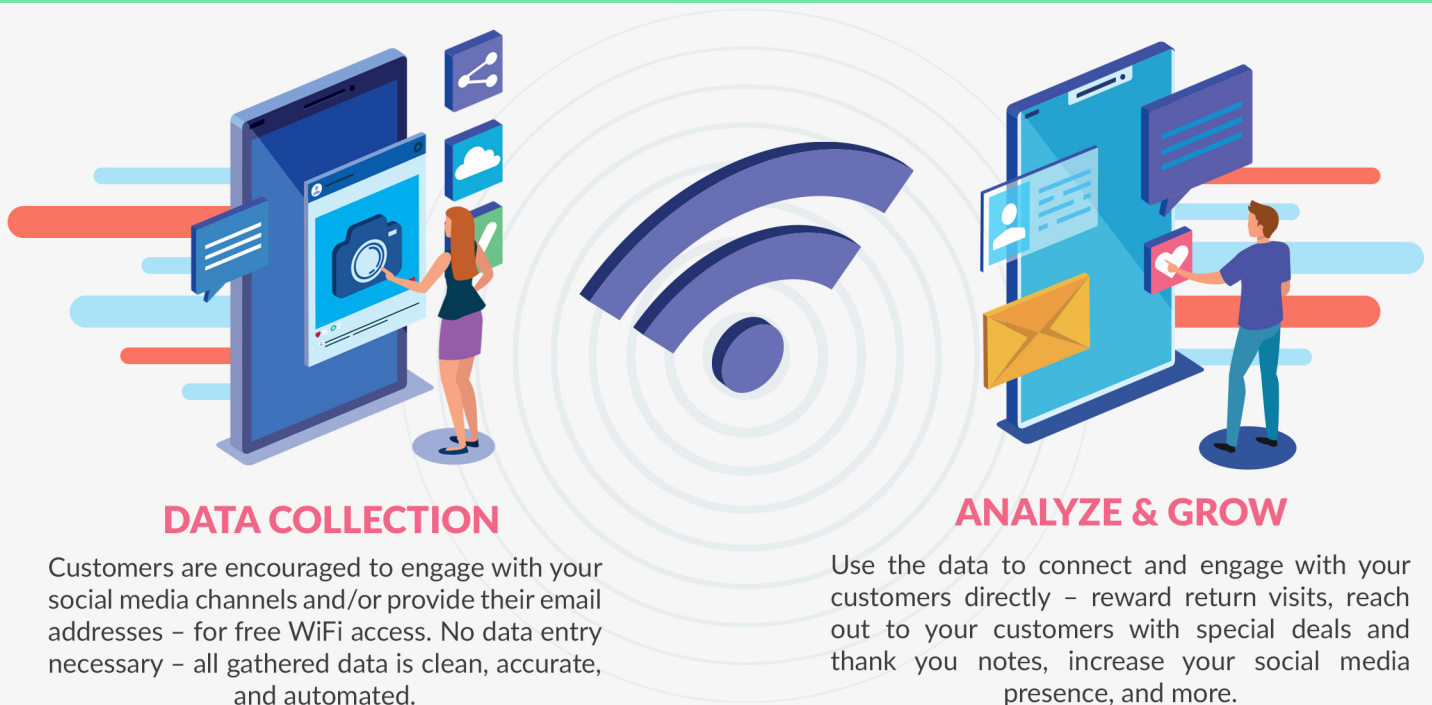 DATA COLLECTION
Customers are encouraged to engage with your
social media channels and/or provide their email
addresses – for free WiFi access. No data entry
necessary – all gathered data is clean, accurate,
and automated.
ANALYZE & GROW
Use the data to connect and engage with your
customers directly – reward return visits, reach
out to your customers with special deals and
thank you notes, increase your social media
presence, and more.